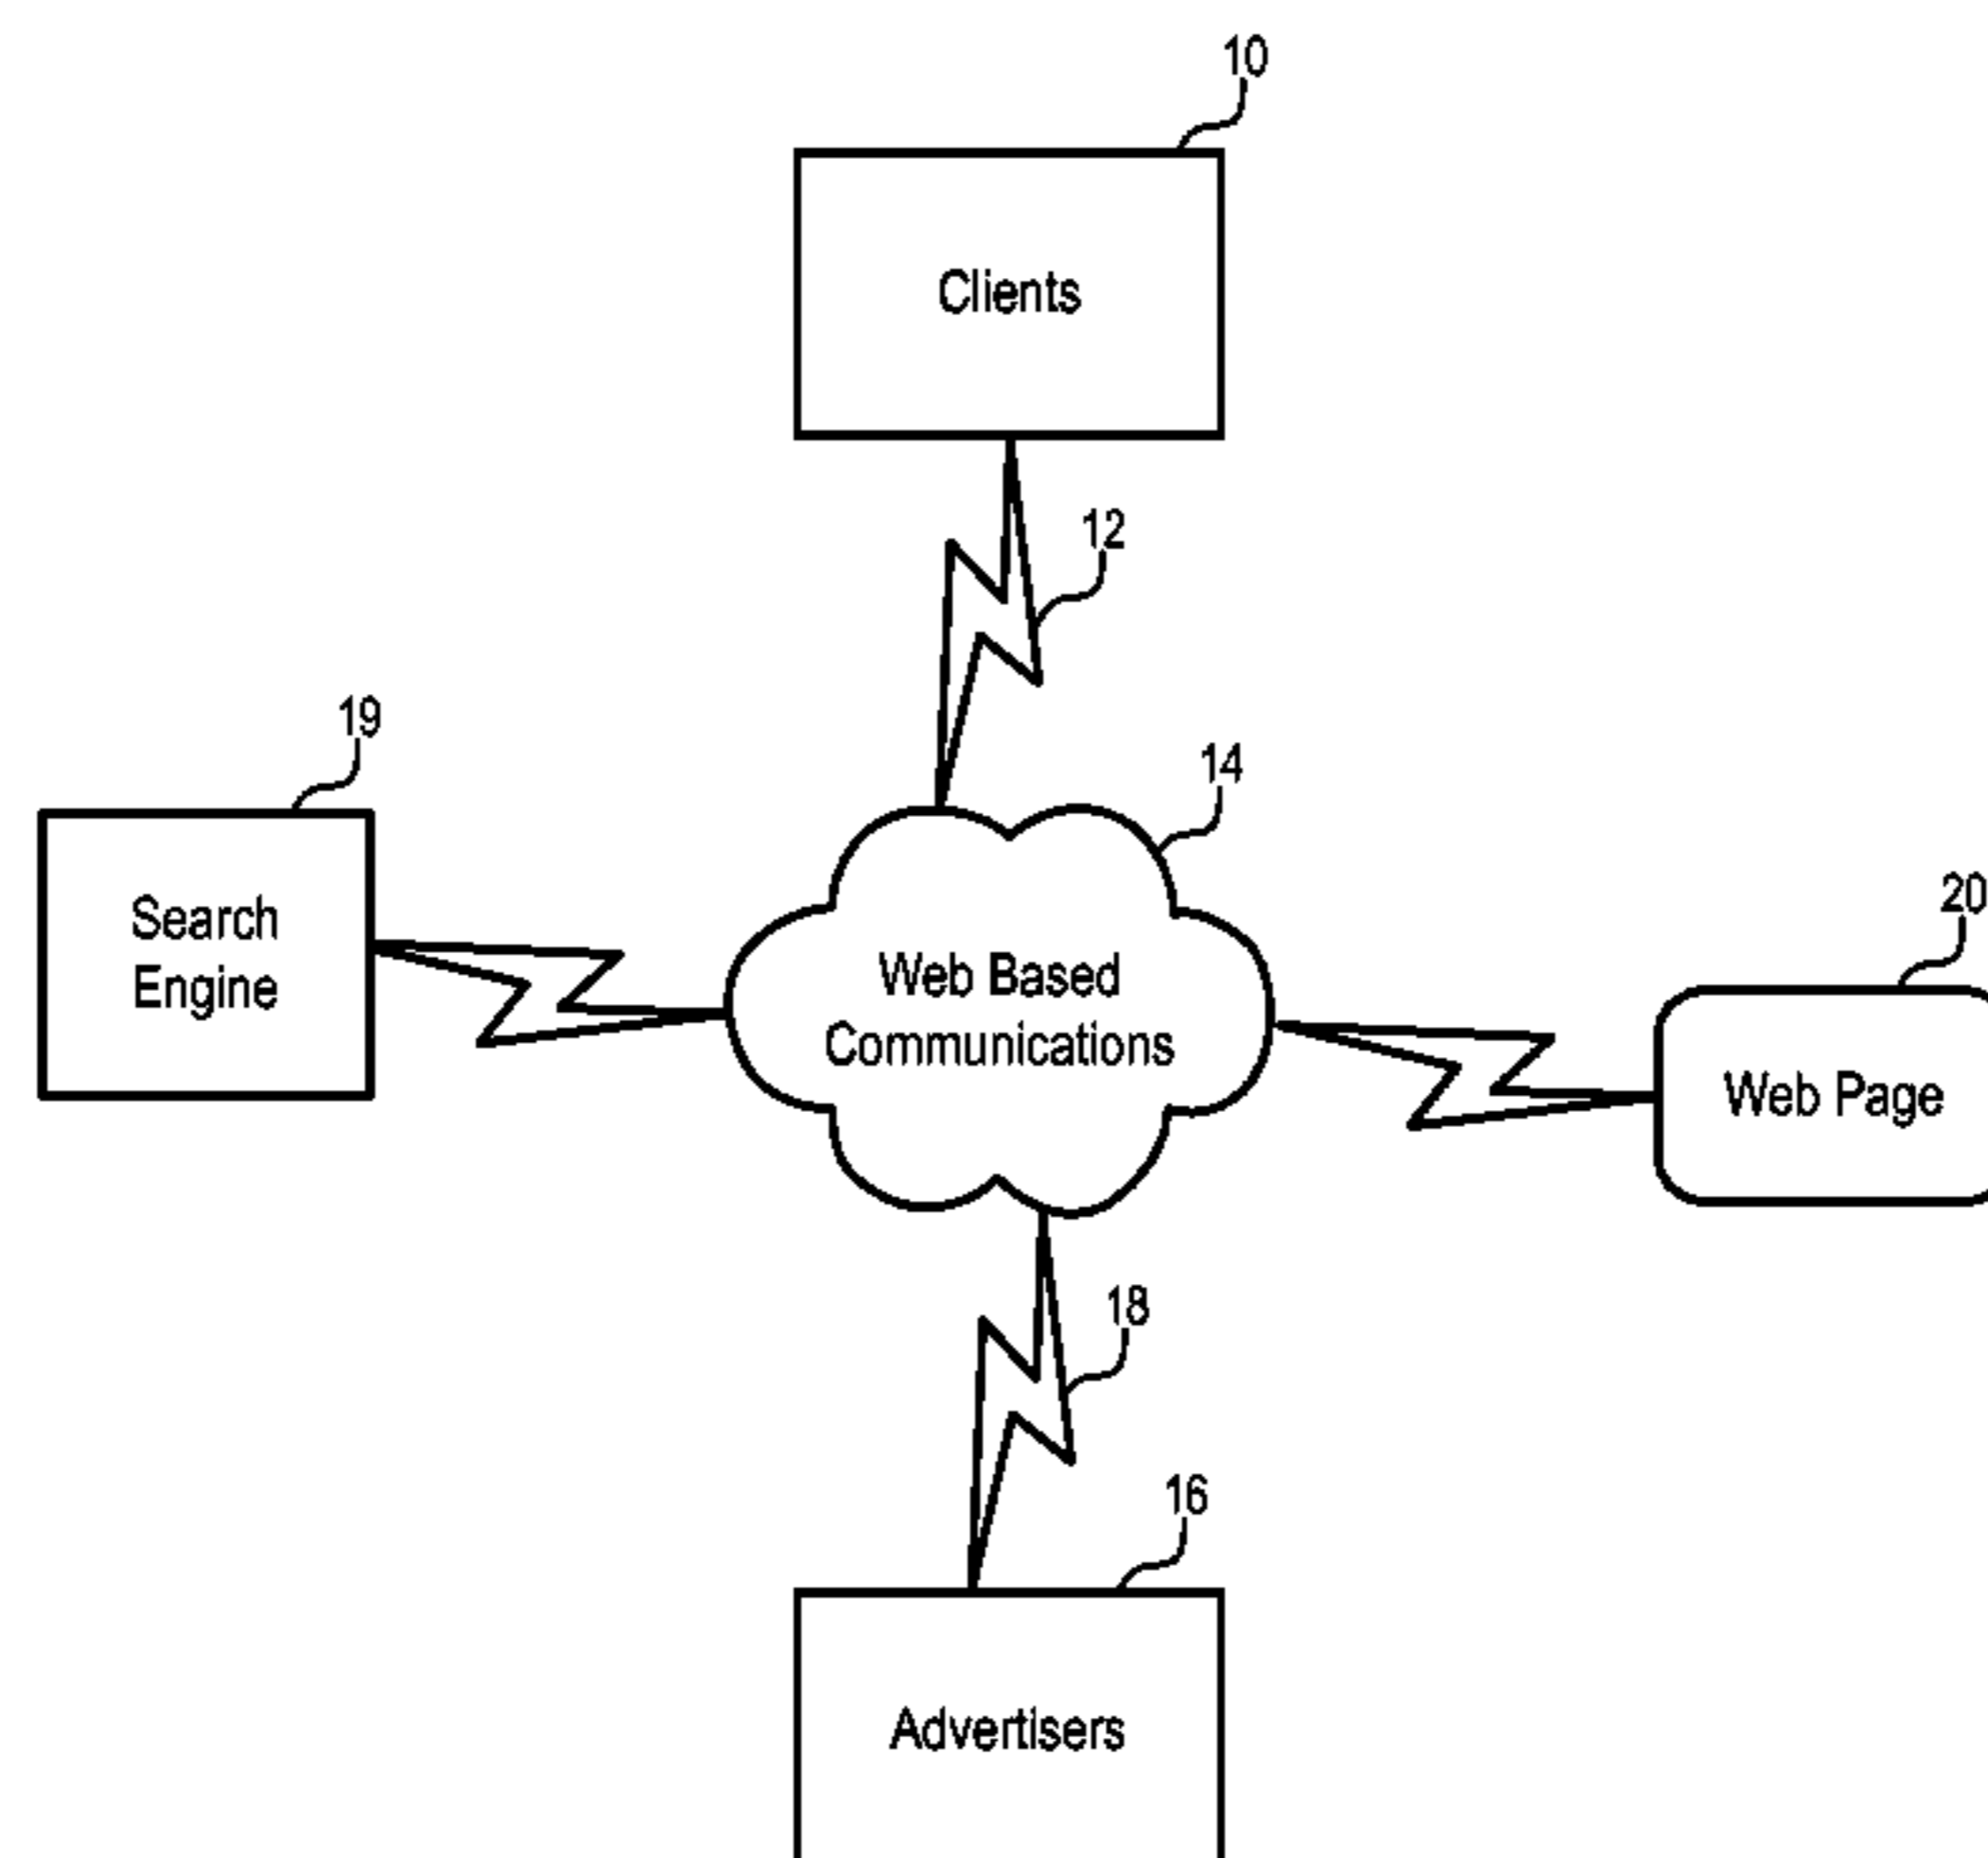 10
Clients
12
19
14
Search
Engine
20
Web Based
Communications
Web Page
18
16
Advertisers